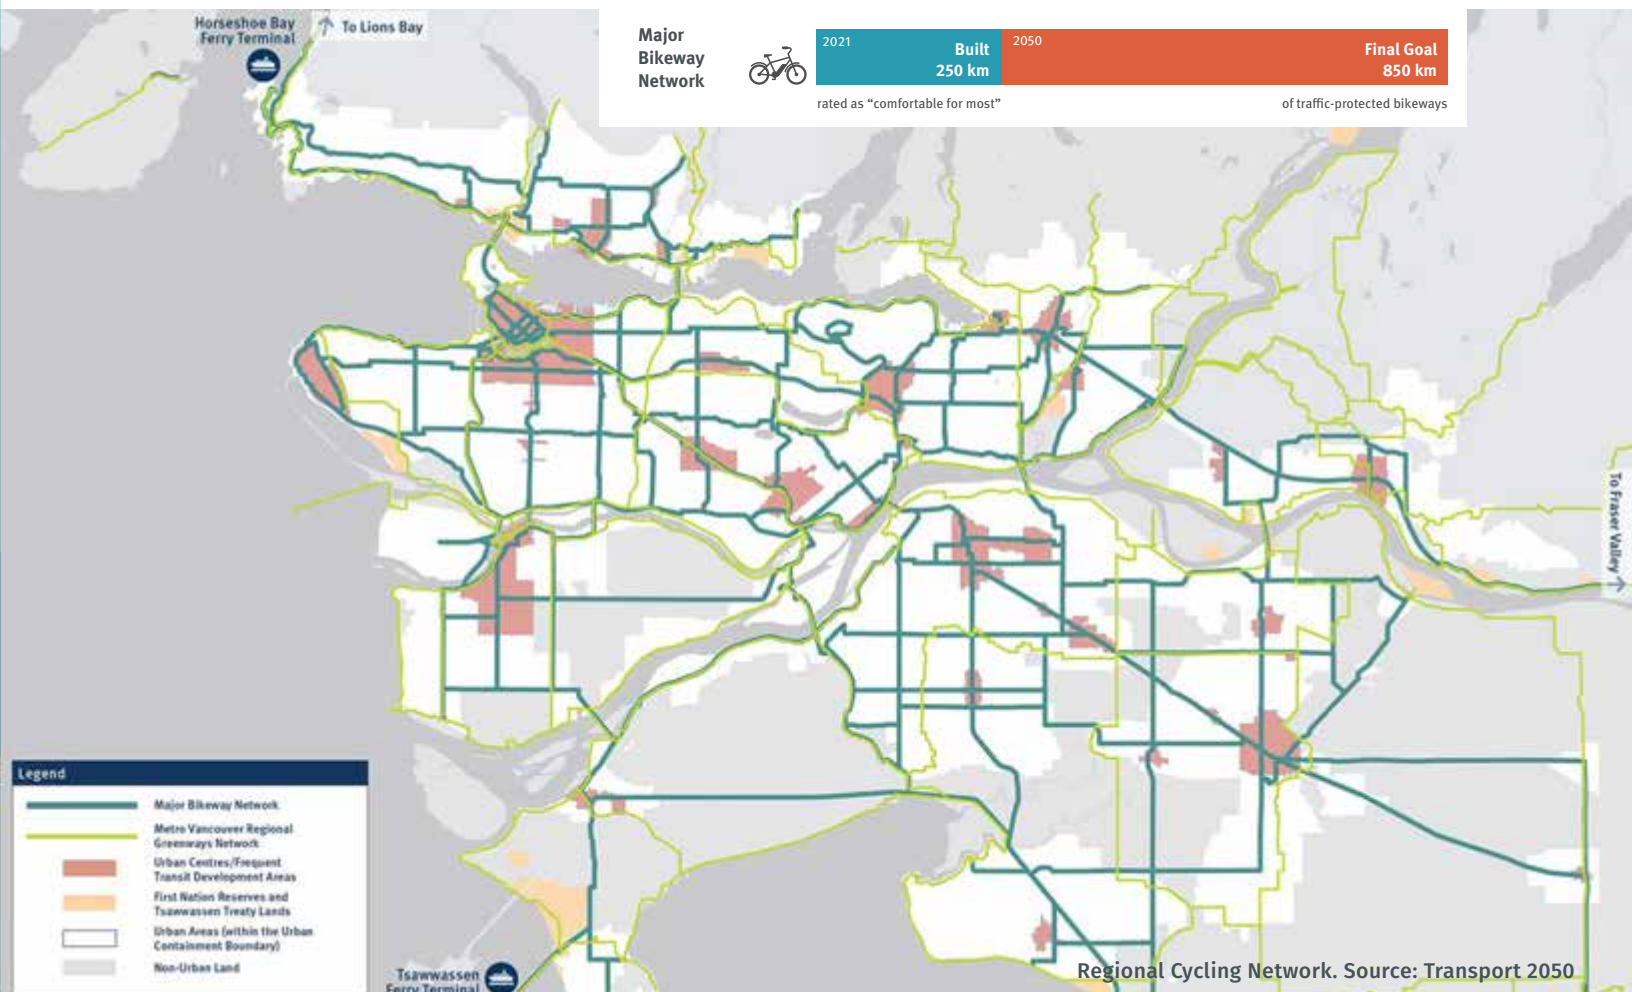 Horseshoe Bay
Ferry Terminal
To Lions Bay
Major
Bikeway
Network
2021
Built
250 km
2050
Final Goal
850 km
rated as “comfortable for most”
of traffic-protected bikeways
To Fraser Valley
Legend
Major Bikeway Network
Metro Vancouver Regional
Greenways Network
Urban Centres/Frequent
Transit Development Areas
First Nation Reserves and
Tsawwassen Treaty Lands
Urban Areas (within the Urban
Containment Boundary)
Non-Urban Land
Tsawwassen
Ferry Terminal
Regional Cycling Network. Source: Transport 2050